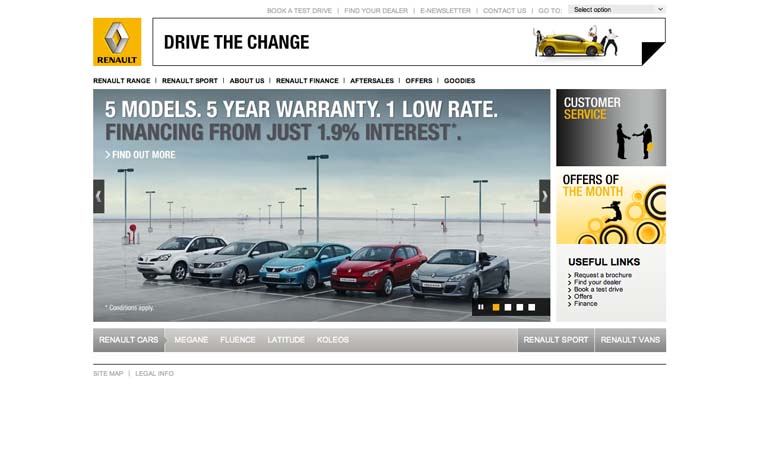 BOOK A TEST DRIVE | FIND YOUR DEALER | E-NEWSLETTER | CONTACT US | GO TO: Select option
RENAULT
DRIVE THE CHANGE
RENAULT RANGE | RENAULT SPORT | ABOUT US | RENAULT FINANCE | AFTERSALES | OFFERS | GOODIES
5 MODELS. 5 YEAR WARRANTY. 1 LOW RATE.
FINANCING FROM JUST 1.9% INTEREST*.
FIND OUT MORE
* Conditions apply.
CUSTOMER
SERVICE
OFFERS OF
THE MONTH
USEFUL LINKS
Request a brochure
Find your dealer
Book a test drive
Offers
Finance
RENAULT CARS MEGANE FLUENCE LATITUDE KOLEOS RENAULT SPORT RENAULT VANS
SITE MAP | LEGAL INFO